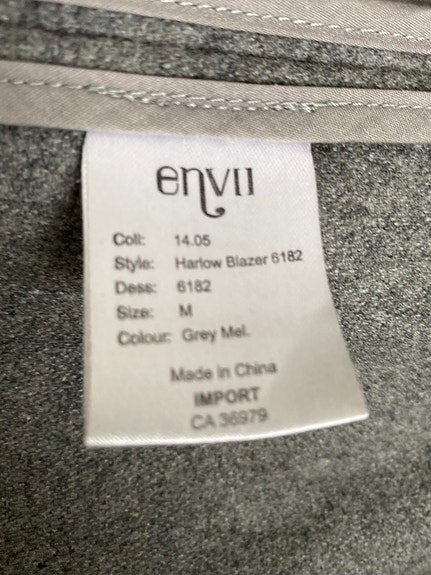 envii
Coll: 14.05
Style: Harlow Blazer 6182
Dess: 6182
Size: M
Colour: Grey Mel.
Made in China
IMPORT
CA 36979